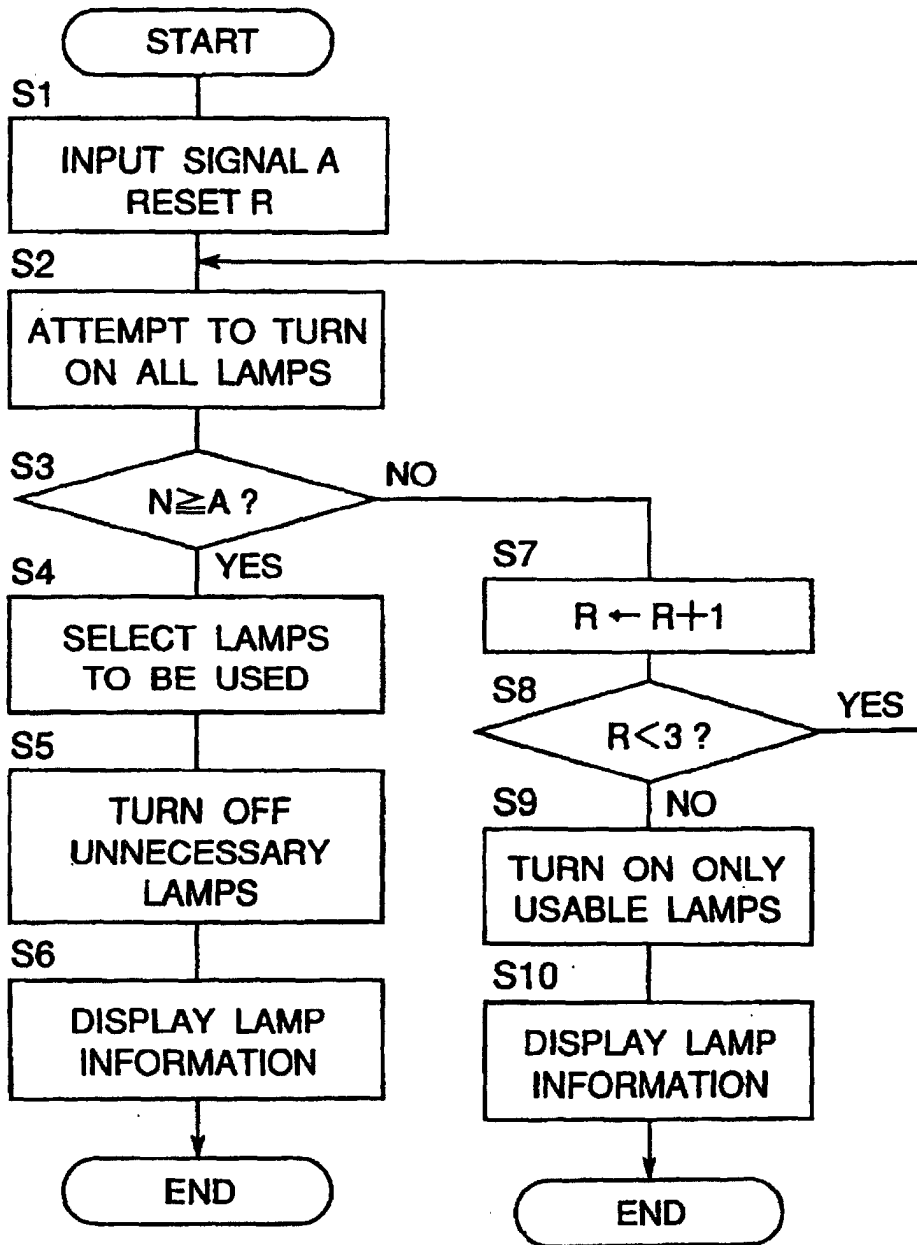 START
S1
INPUT SIGNAL A
RESET R
S2
ATTEMPT TO TURN
ON ALL LAMPS
S3
N≧A ?
NO
YES
S4
SELECT LAMPS
TO BE USED
S5
TURN OFF
UNNECESSARY
LAMPS
S6
DISPLAY LAMP
INFORMATION
END
S7
R ← R+1
S8
R<3 ?
YES
NO
S9
TURN ON ONLY
USABLE LAMPS
S10
DISPLAY LAMP
INFORMATION
END